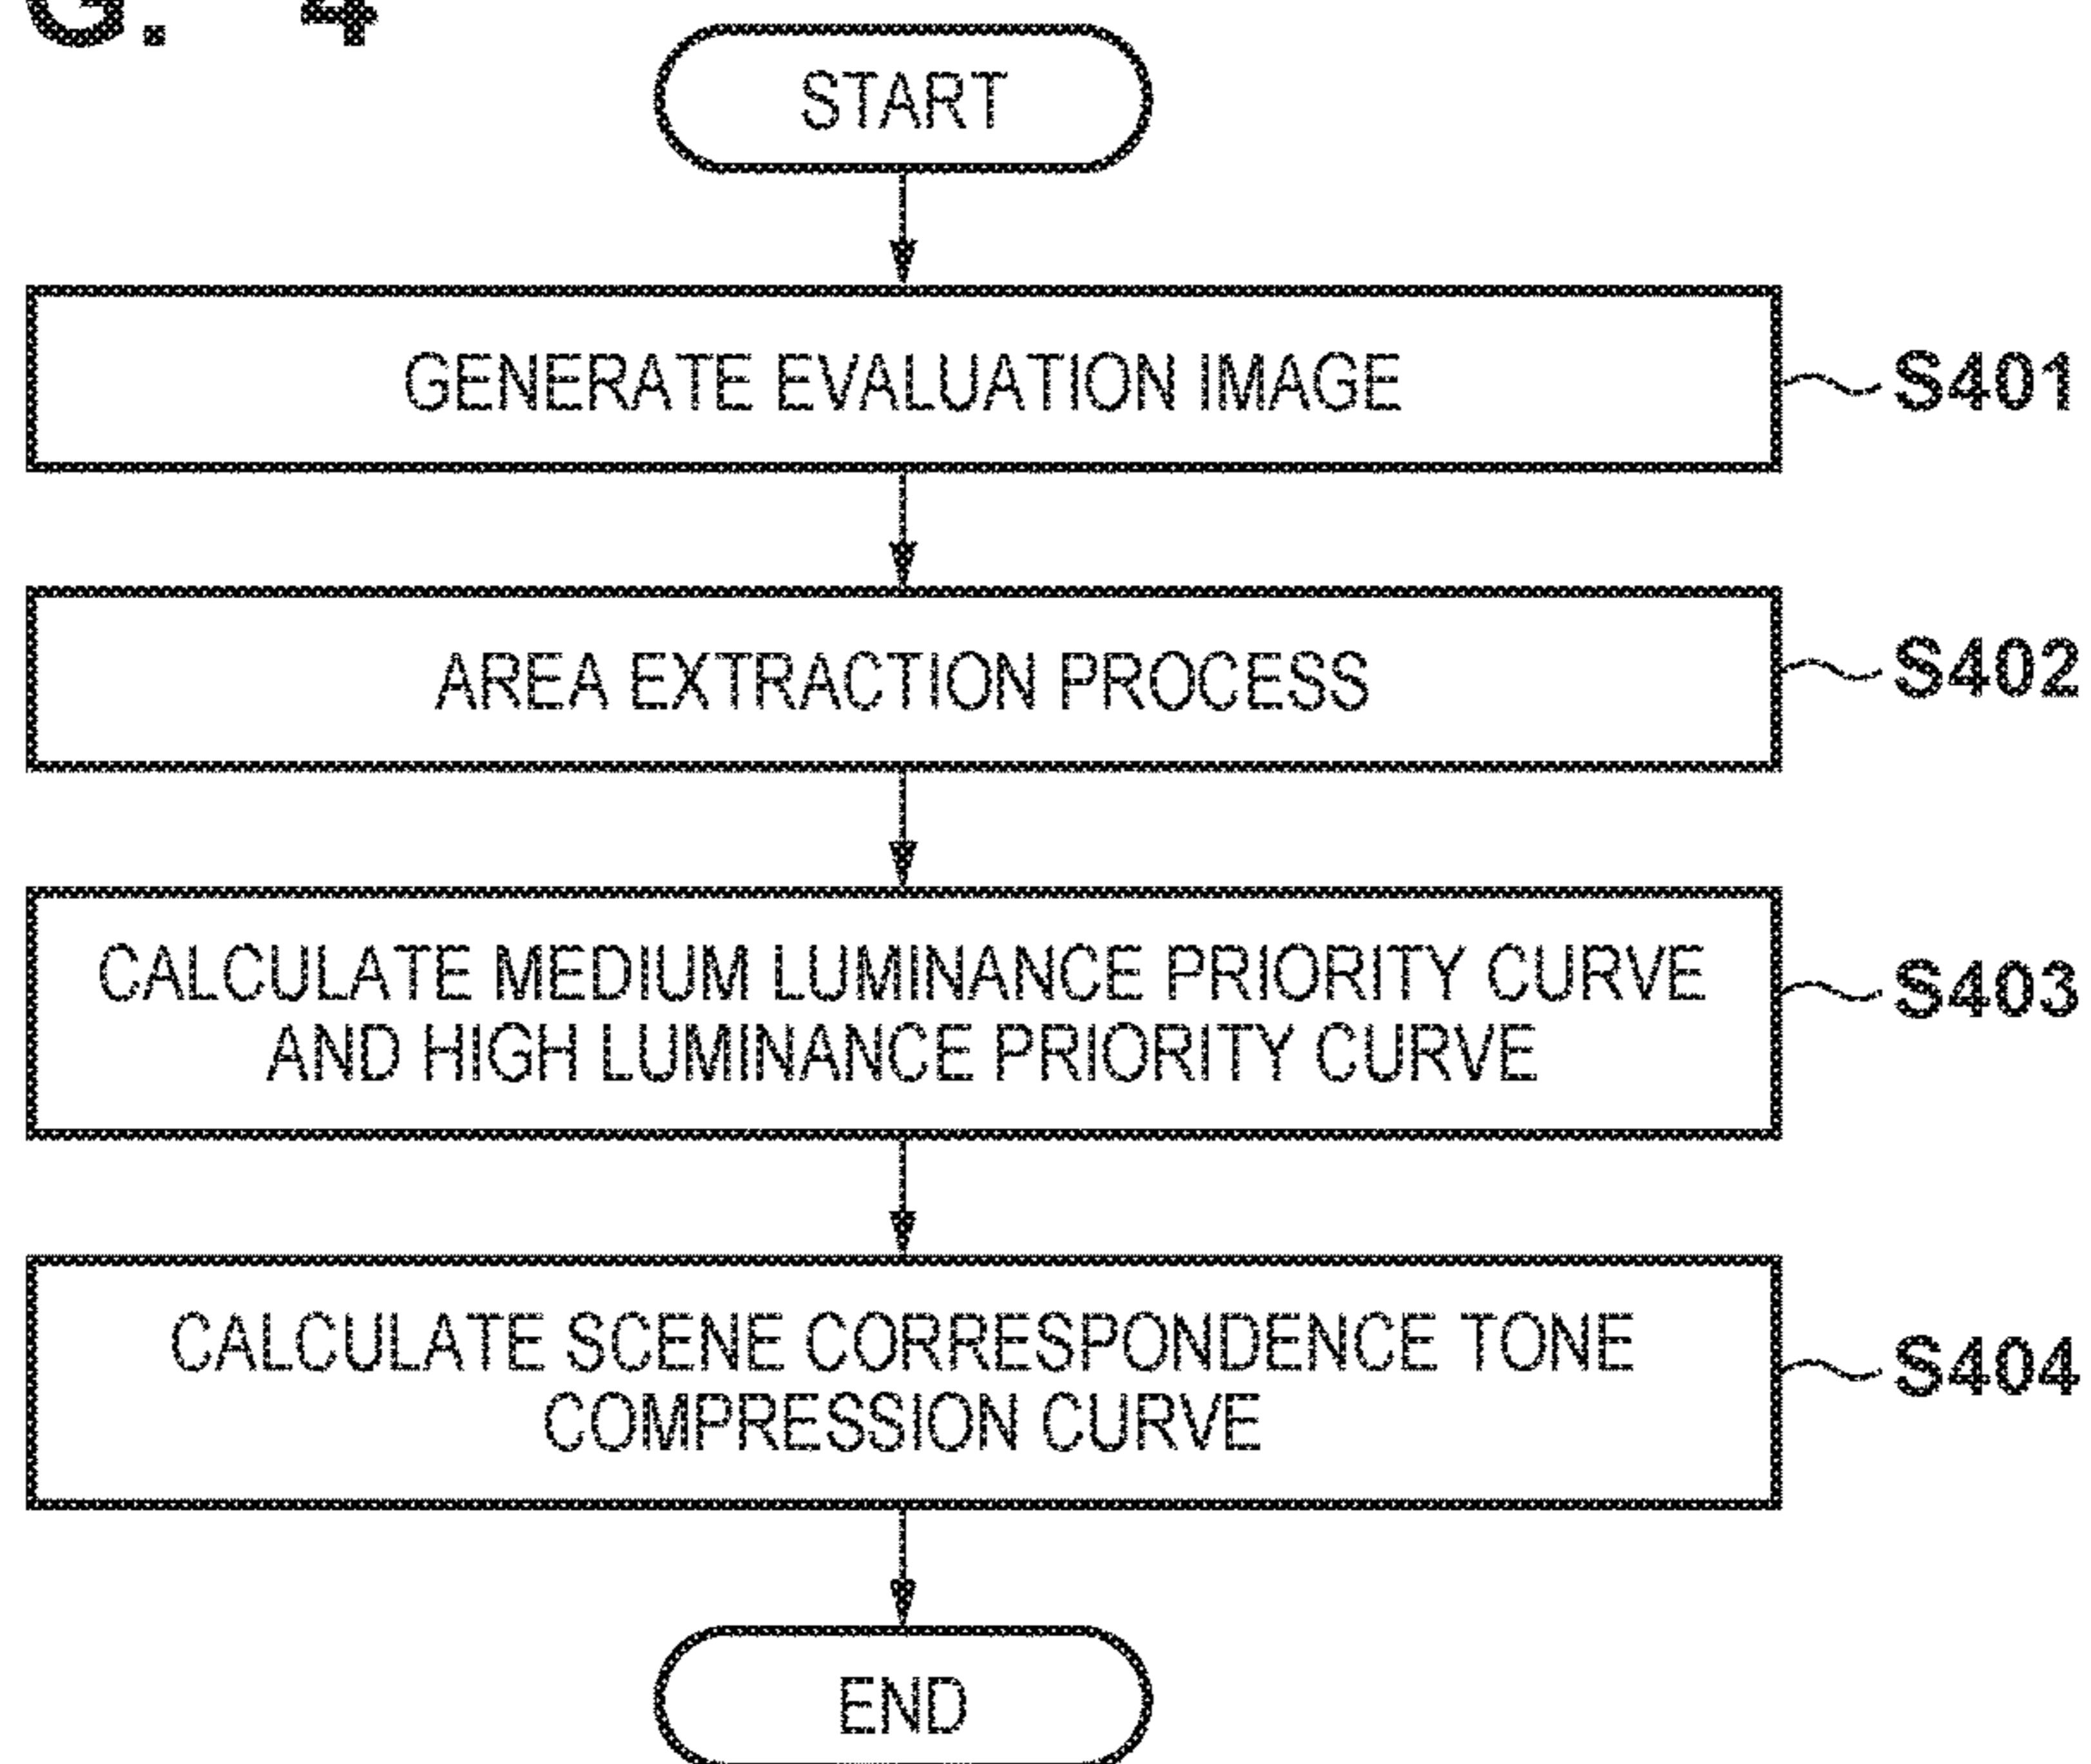 G. 4
START
GENERATE EVALUATION IMAGE
S401
AREA EXTRACTION PROCESS
S402
CALCULATE MEDIUM LUMINANCE PRIORITY CURVE
AND HIGH LUMINANCE PRIORITY CURVE
S403
CALCULATE SCENE CORRESPONDENCE TONE
COMPRESSION CURVE
S404
END